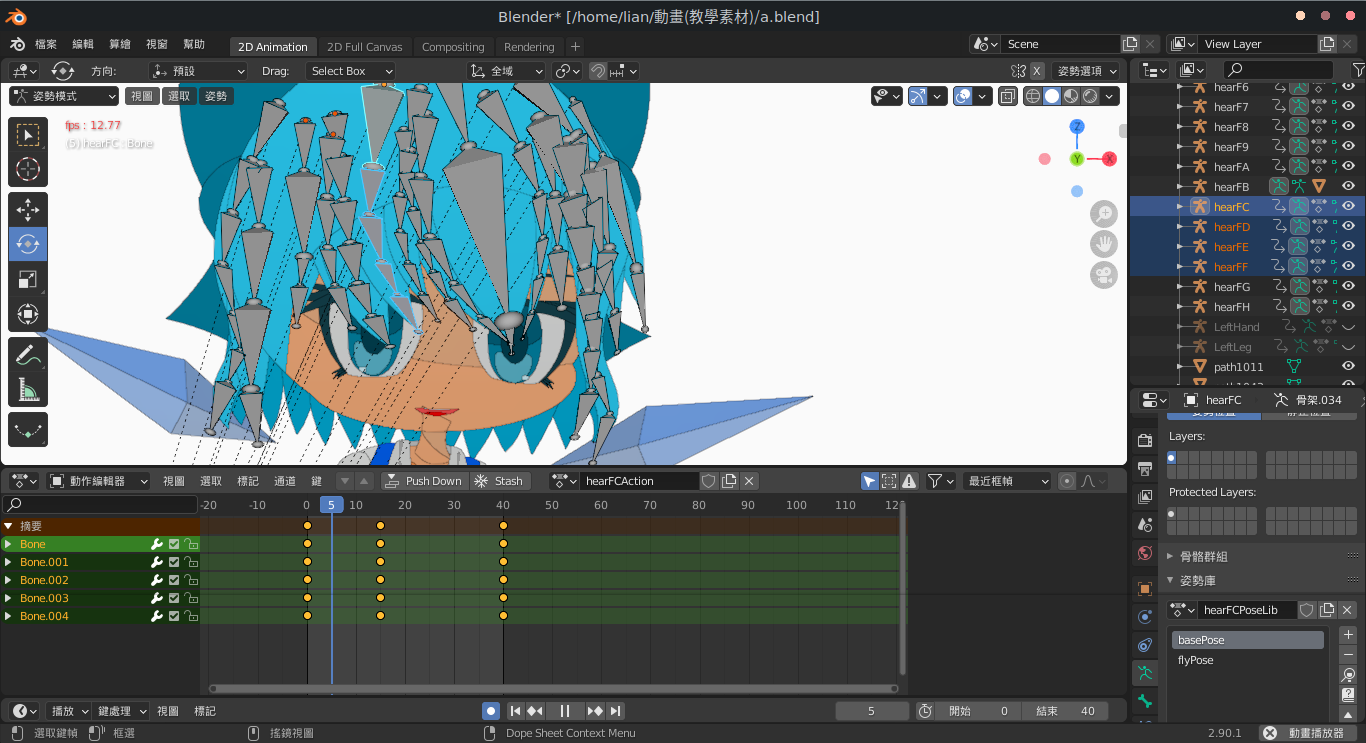 Blender* [/home/lian/動畫(教學素材)/a.blend]
檔案 編輯 算繪 視窗 幫助 2D Animation 2D Full Canvas Compositing Rendering + Scene View Layer
方向: 預設 Drag: Select Box 全域 X 姿勢選項
姿勢模式 視圖 選取 姿勢
fps : 12.77
(5) hearFC : Bone
Z
Y X
hearF6
hearF7
hearF8
hearF9
hearFA
hearFB
hearFC
hearFD
hearFE
hearFF
hearFG
hearFH
LeftHand
LeftLeg
path1011
hearFC 骨架.034
Layers:
Protected Layers:
骨骼群組
姿勢庫
hearFCPoseLib
basePose
flyPose
動作編輯器 視圖 選取 標記 通道 鍵 Push Down Stash hearFCAction 最近框幀
-20 -10 0 5 10 20 30 40 50 60 70 80 90 100 110 12
摘要
Bone
Bone.001
Bone.002
Bone.003
Bone.004
播放 鍵處理 視圖 標記 5 開始 0 結束 40
選取鍵幀 框選 搖鏡視圖 Dope Sheet Context Menu 2.90.1 動畫播放器